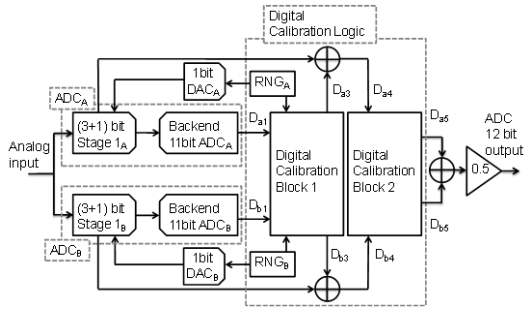 Digital
Calibration Logic
1bit
DAC_A
RNG_A
D_a3
D_a4
ADC_A
(3+1) bit
Stage 1_A
Backend
11bit ADC_A
D_a1
D_a5
ADC
12 bit
output
Analog
input
Digital
Calibration
Block 1
Digital
Calibration
Block 2
0.5
(3+1) bit
Stage 1_B
Backend
11bit ADC_B
D_b1
D_b5
ADC_B
1bit
DAC_B
RNG_B
D_b3
D_b4